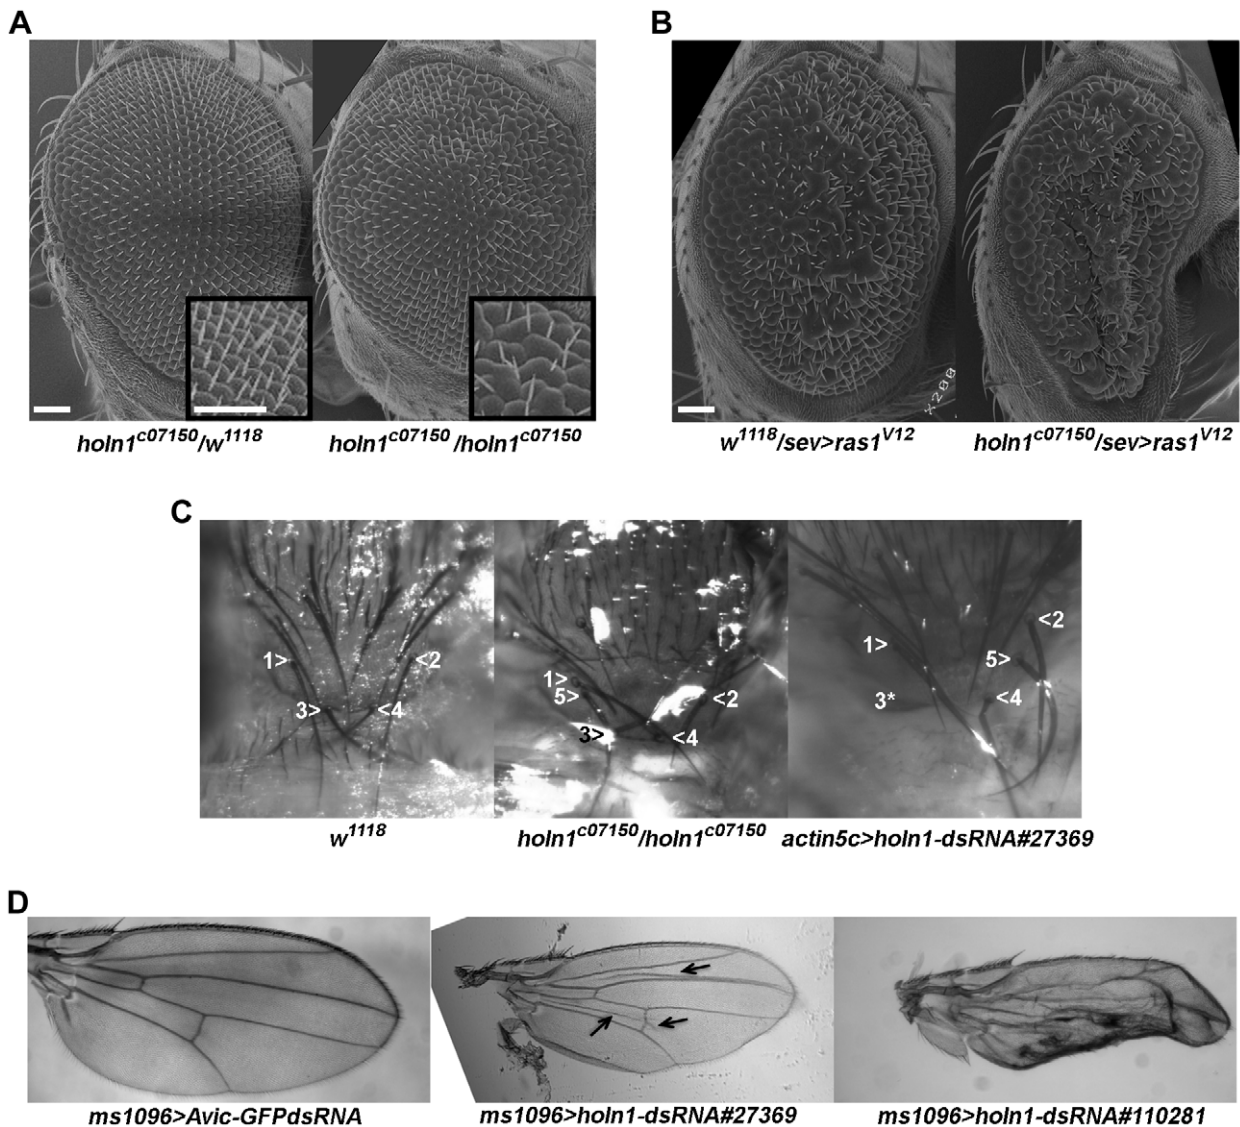 A
B
holn1c07150/w1118
holn1c07150/holn1c07150
w1118/sev>ras1V12
holn1c07150/sev>ras1V12
×200
C
1>
<2
3>
<4
1>
5>
<2
3>
<4
<2
1>
5>
3*
<4
w1118
holn1c07150/holn1c07150
actin5c>holn1-dsRNA#27369
D
ms1096>Avic-GFPdsRNA
ms1096>holn1-dsRNA#27369
ms1096>holn1-dsRNA#110281